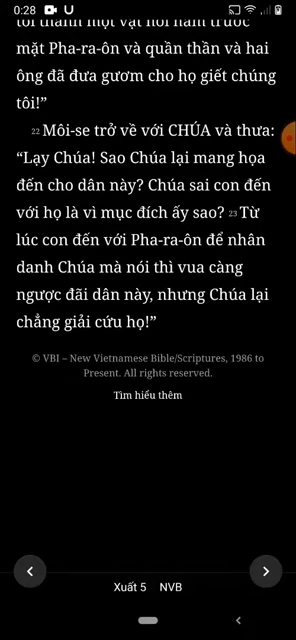 0:28
tôi thành một vật hôi hám trước
mặt Pha-ra-ôn và quần thần và hai
ông đã đưa gươm cho họ giết chúng
tôi!”
22 Môi-se trở về với CHÚA và thưa:
“Lạy Chúa! Sao Chúa lại mang họa
đến cho dân này? Chúa sai con đến
với họ là vì mục đích ấy sao? 23 Từ
lúc con đến với Pha-ra-ôn để nhân
danh Chúa mà nói thì vua càng
ngược đãi dân này, nhưng Chúa lại
chẳng giải cứu họ!”
© VBI – New Vietnamese Bible/Scriptures, 1986 to
Present. All rights reserved.
Tìm hiểu thêm
Xuất 5 NVB